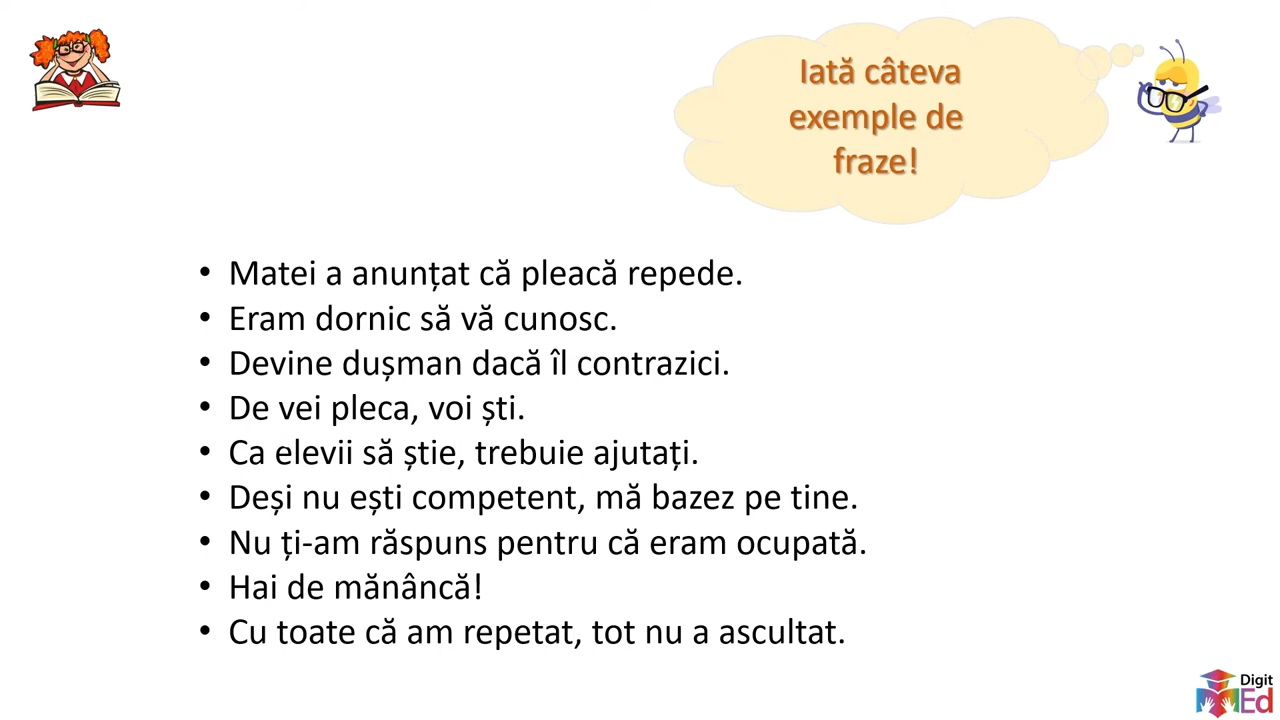 Iată câteva
exemple de
fraze!
• Matei a anunțat că pleacă repede.
• Eram dornic să vă cunosc.
• Devine dușman dacă îl contrazici.
• De vei pleca, voi ști.
• Ca elevii să știe, trebuie ajutați.
• Deși nu ești competent, mă bazez pe tine.
• Nu ți-am răspuns pentru că eram ocupată.
• Hai de mănâncă!
• Cu toate că am repetat, tot nu a ascultat.
Digit
Ed